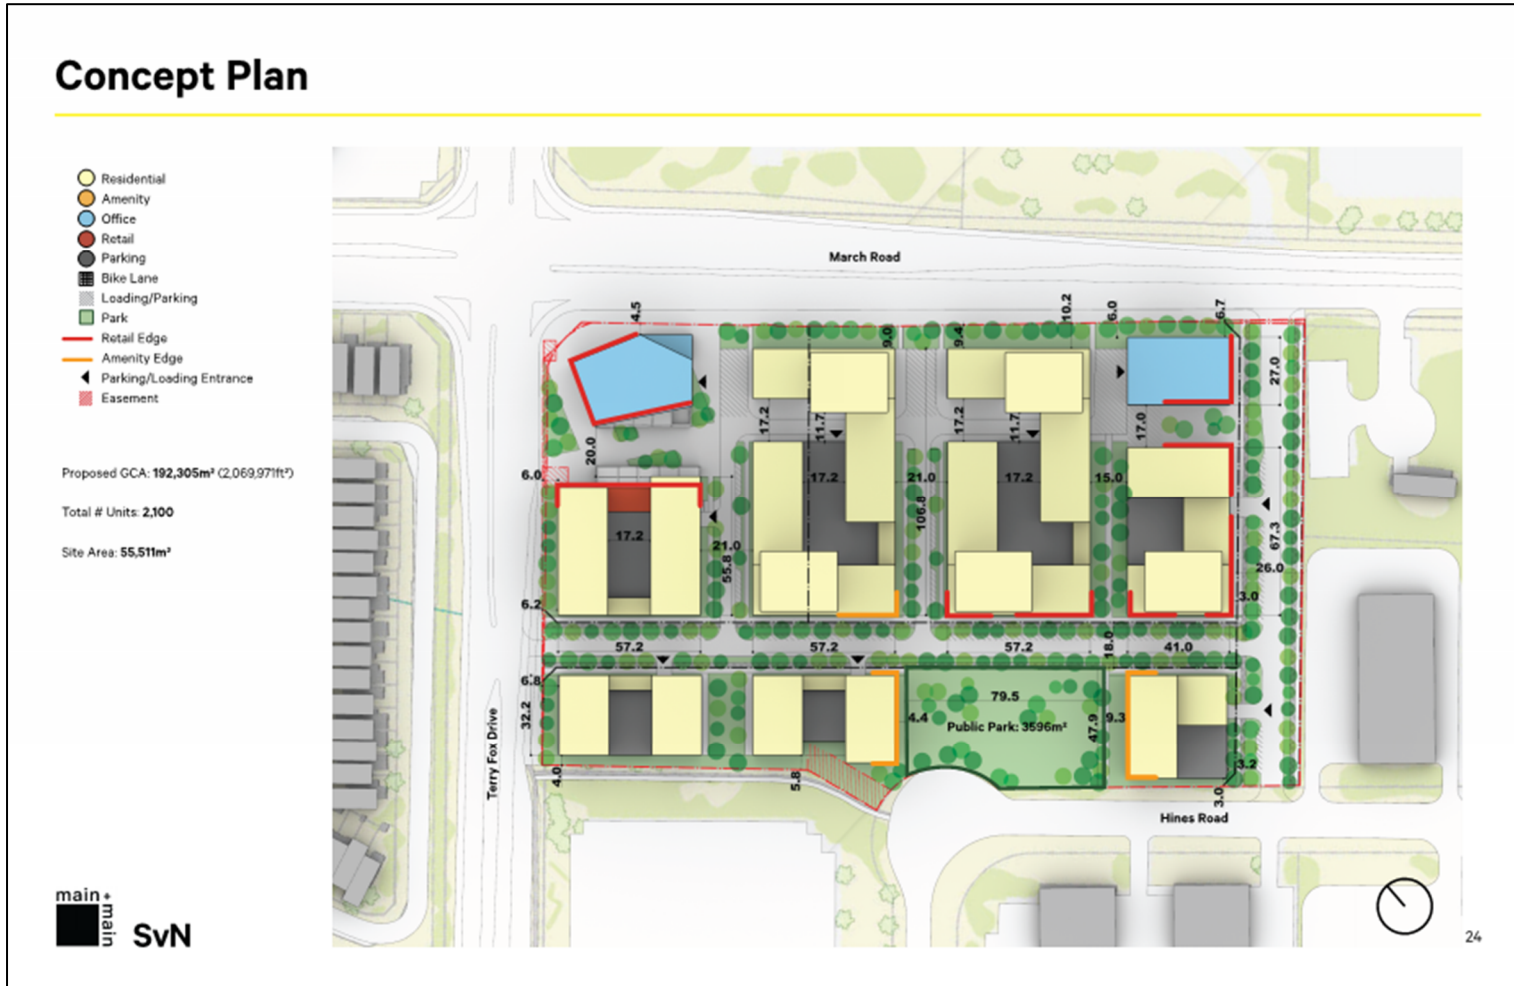 Concept Plan
Residential
Amenity
Office
Retail
Parking
Bike Lane
Loading/Parking
Park
Retail Edge
Amenity Edge
Parking/Loading Entrance
Easement
Proposed GCA: 192,305m² (2,069,971ft²)
Total # Units: 2,100
Site Area: 55,511m²
March Road
4.5
9.0
9.4
10.2
6.0
6.7
27.0
17.2
11.7
17.2
11.7
17.0
20.0
6.0
17.2
21.0
17.2
15.0
106.8
17.2
21.0
55.8
67.3
26.0
3.0
6.2
57.2
57.2
57.2
18.0
41.0
6.8
32.2
79.5
4.4
Public Park: 3596m²
47.9
9.3
3.2
4.0
5.8
3.0
Terry Fox Drive
Hines Road
main+
main
SvN
24